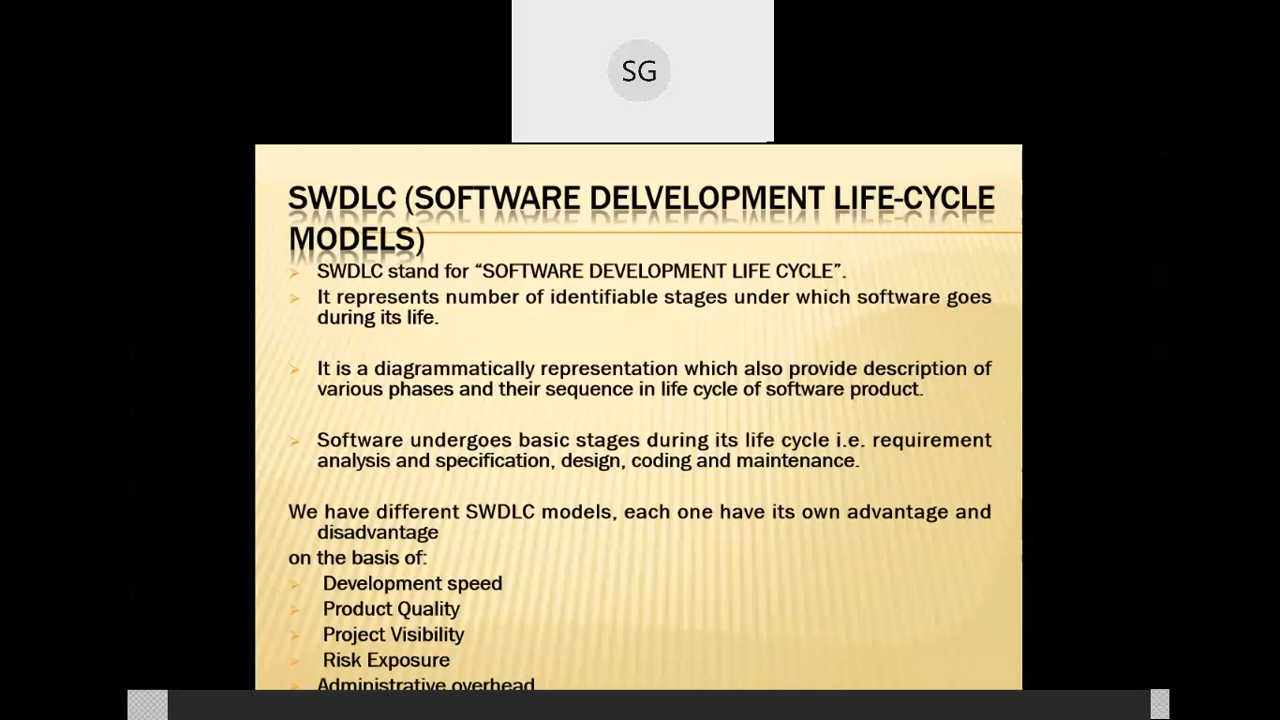 SG
SWDLC (SOFTWARE DELVELOPMENT LIFE-CYCLE
MODELS)
➢ SWDLC stand for “SOFTWARE DEVELOPMENT LIFE CYCLE”.
➢ It represents number of identifiable stages under which software goes
during its life.
➢ It is a diagrammatically representation which also provide description of
various phases and their sequence in life cycle of software product.
➢ Software undergoes basic stages during its life cycle i.e. requirement
analysis and specification, design, coding and maintenance.
We have different SWDLC models, each one have its own advantage and
disadvantage
on the basis of:
➢ Development speed
➢ Product Quality
➢ Project Visibility
➢ Risk Exposure
➢ Administrative overhead